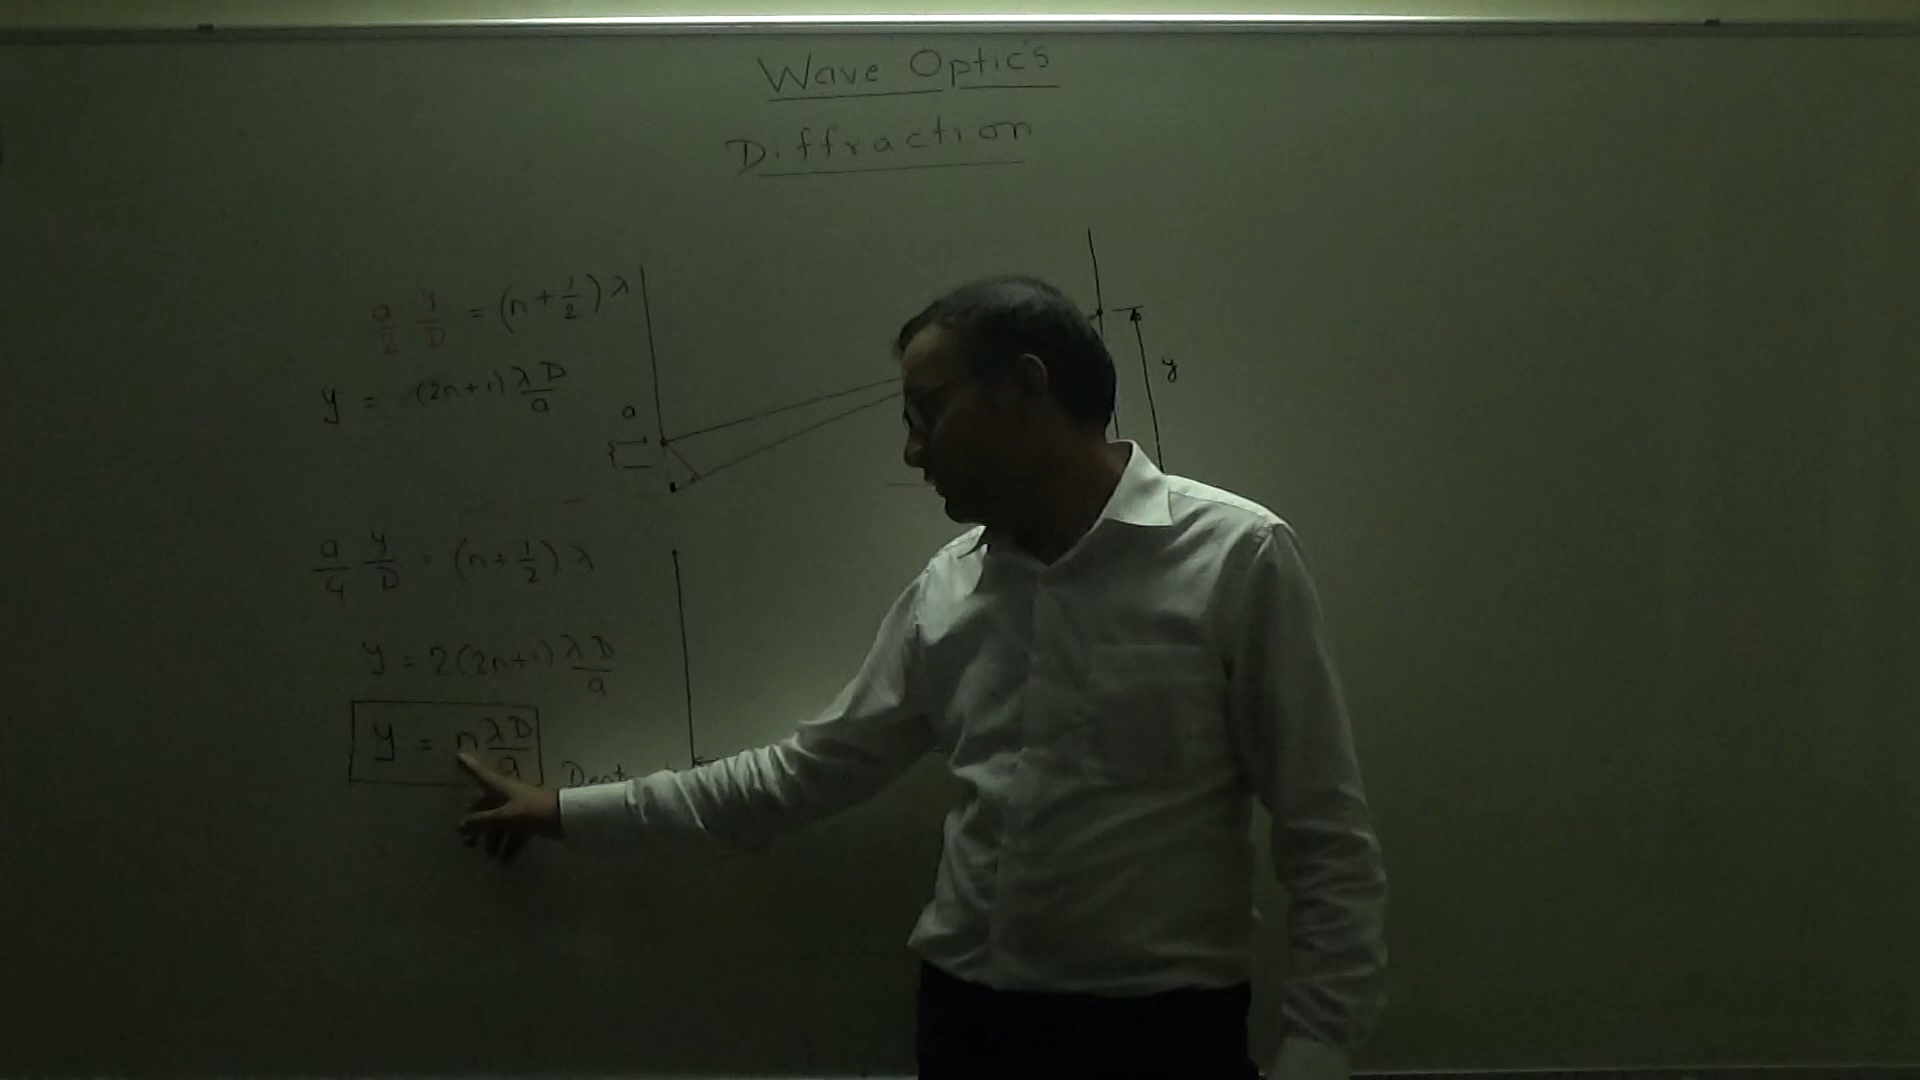 Wave Optics
Diffraction
a/2 y/D = (n + 1/2) λ
y = (2n+1) λD/a
a
y
a/4 y/D = (n + 1/2) λ
y = 2(2n+1) λD/a
y = n λD/a